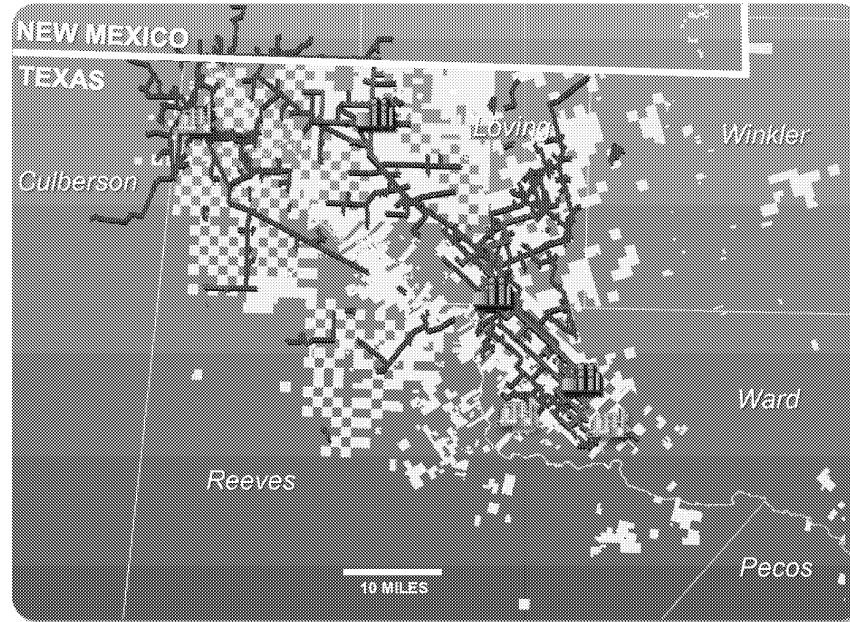 NEW MEXICO
TEXAS
Loving
Winkler
Culberson
Ward
Reeves
Pecos
10 MILES